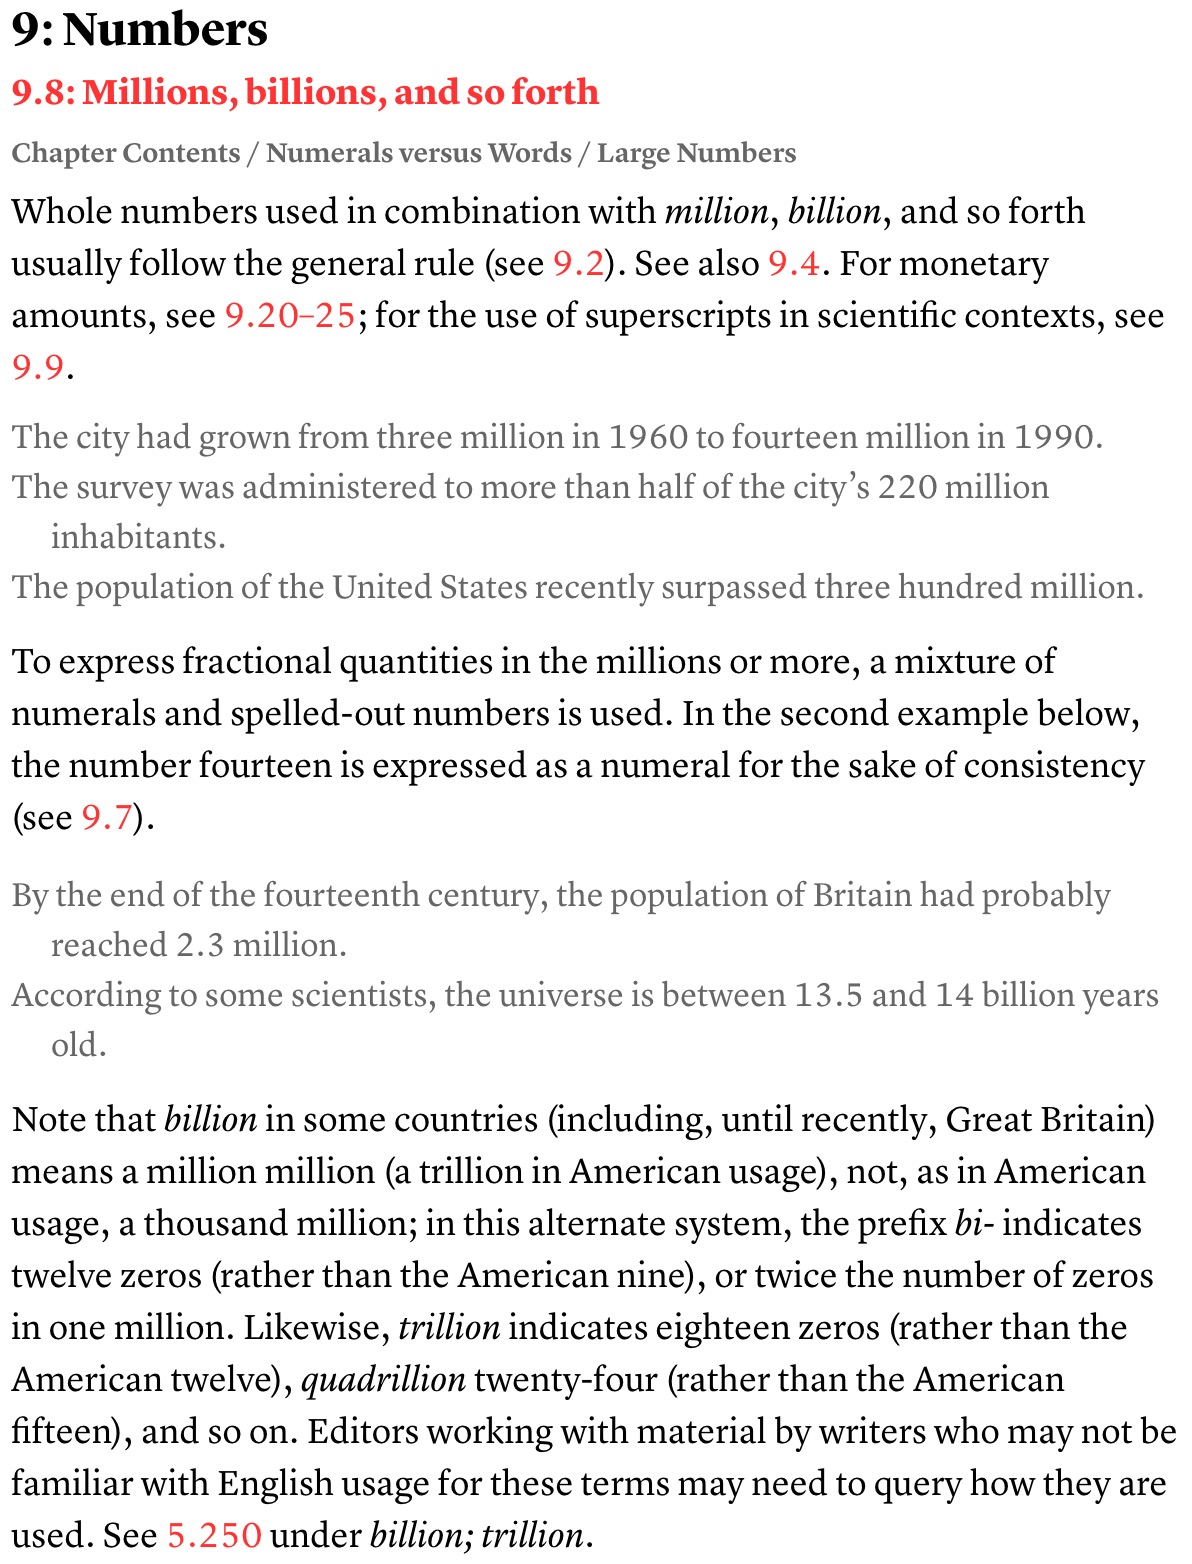 9: Numbers
9.8: Millions, billions, and so forth
Chapter Contents / Numerals versus Words / Large Numbers
Whole numbers used in combination with million, billion, and so forth
usually follow the general rule (see 9.2). See also 9.4. For monetary
amounts, see 9.20–25; for the use of superscripts in scientific contexts, see
9.9.
The city had grown from three million in 1960 to fourteen million in 1990.
The survey was administered to more than half of the city’s 220 million
inhabitants.
The population of the United States recently surpassed three hundred million.
To express fractional quantities in the millions or more, a mixture of
numerals and spelled-out numbers is used. In the second example below,
the number fourteen is expressed as a numeral for the sake of consistency
(see 9.7).
By the end of the fourteenth century, the population of Britain had probably
reached 2.3 million.
According to some scientists, the universe is between 13.5 and 14 billion years
old.
Note that billion in some countries (including, until recently, Great Britain)
means a million million (a trillion in American usage), not, as in American
usage, a thousand million; in this alternate system, the prefix bi- indicates
twelve zeros (rather than the American nine), or twice the number of zeros
in one million. Likewise, trillion indicates eighteen zeros (rather than the
American twelve), quadrillion twenty-four (rather than the American
fifteen), and so on. Editors working with material by writers who may not be
familiar with English usage for these terms may need to query how they are
used. See 5.250 under billion; trillion.